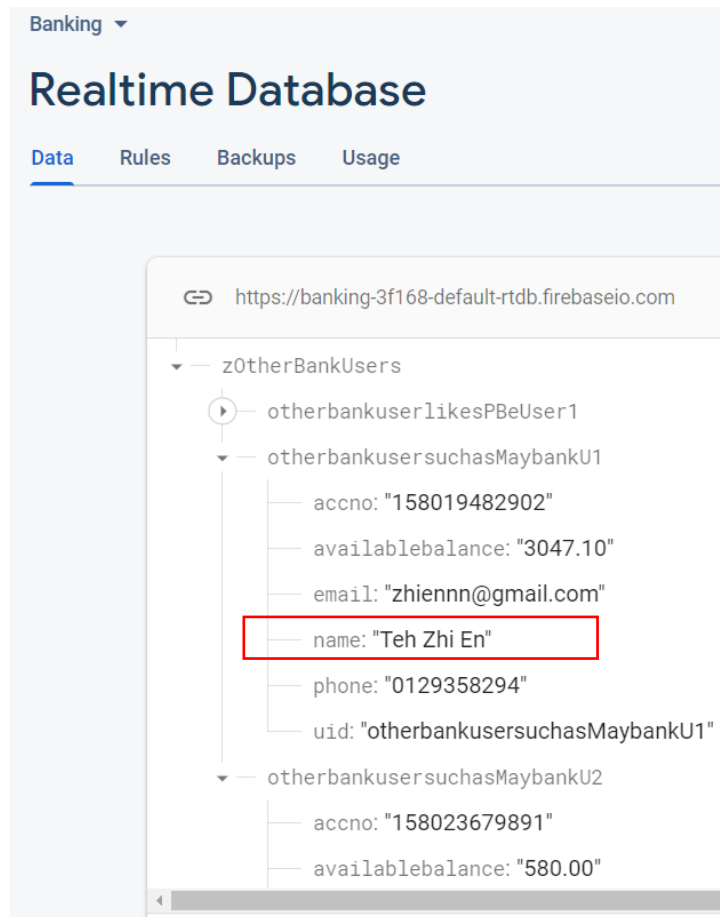 Banking
Realtime Database
Data Rules Backups Usage
https://banking-3f168-default-rtdb.firebaseio.com
zOtherBankUsers
otherbankuserlikesPBeUser1
otherbankusersuchasMaybankU1
accno: "158019482902"
availablebalance: "3047.10"
email: "zhiennn@gmail.com"
name: "Teh Zhi En"
phone: "0129358294"
uid: "otherbankusersuchasMaybankU1"
otherbankusersuchasMaybankU2
accno: "158023679891"
availablebalance: "580.00"